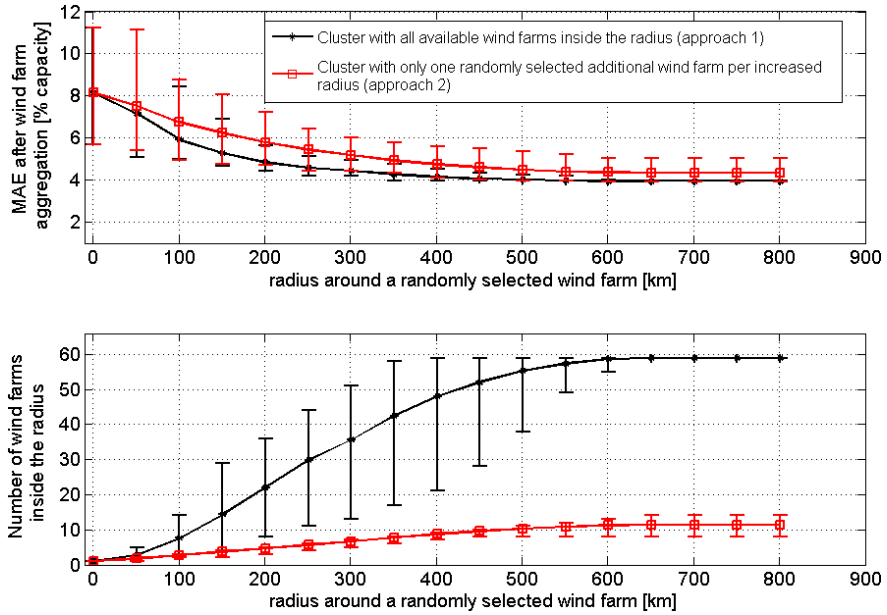 12
10
8
6
4
2
MAE after wind farm
aggregation [% capacity]
Cluster with all available wind farms inside the radius (approach 1)
Cluster with only one randomly selected additional wind farm per increased
radius (approach 2)
0 100 200 300 400 500 600 700 800 900
radius around a randomly selected wind farm [km]
60
50
40
30
20
10
0
Number of wind farms
inside the radius
0 100 200 300 400 500 600 700 800 900
radius around a randomly selected wind farm [km]